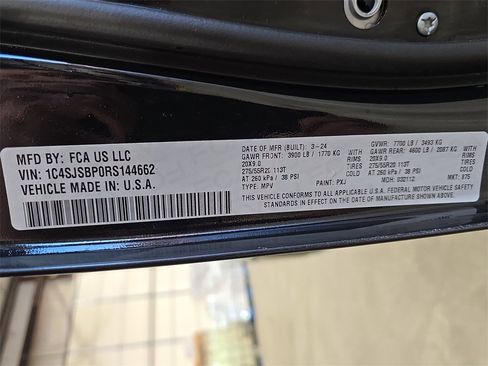 MFD BY: FCA US LLC
VIN: 1C4SJSBP0RS144662
VEHICLE MADE IN: U.S.A.
DATE OF MFR (BUILT): 3-24 GVWR: 7700 LB / 3493 KG
GAWR FRONT: 3900 LB / 1770 KG WITH GAWR REAR: 4600 LB / 2087 KG WITH
20X9.0 RIMS 20X9.0 RIMS
275/55R20 113T TIRES 275/55R20 113T TIRES
AT 260 kPa / 38 PSI COLD AT 260 kPa / 38 PSI COLD
TYPE: MPV PAINT: PXJ MDH: 032112 MKT: X75
THIS VEHICLE CONFORMS TO ALL APPLICABLE U.S.A. FEDERAL MOTOR VEHICLE SAFETY
STANDARDS IN EFFECT ON THE DATE OF MANUFACTURE SHOWN ABOVE.